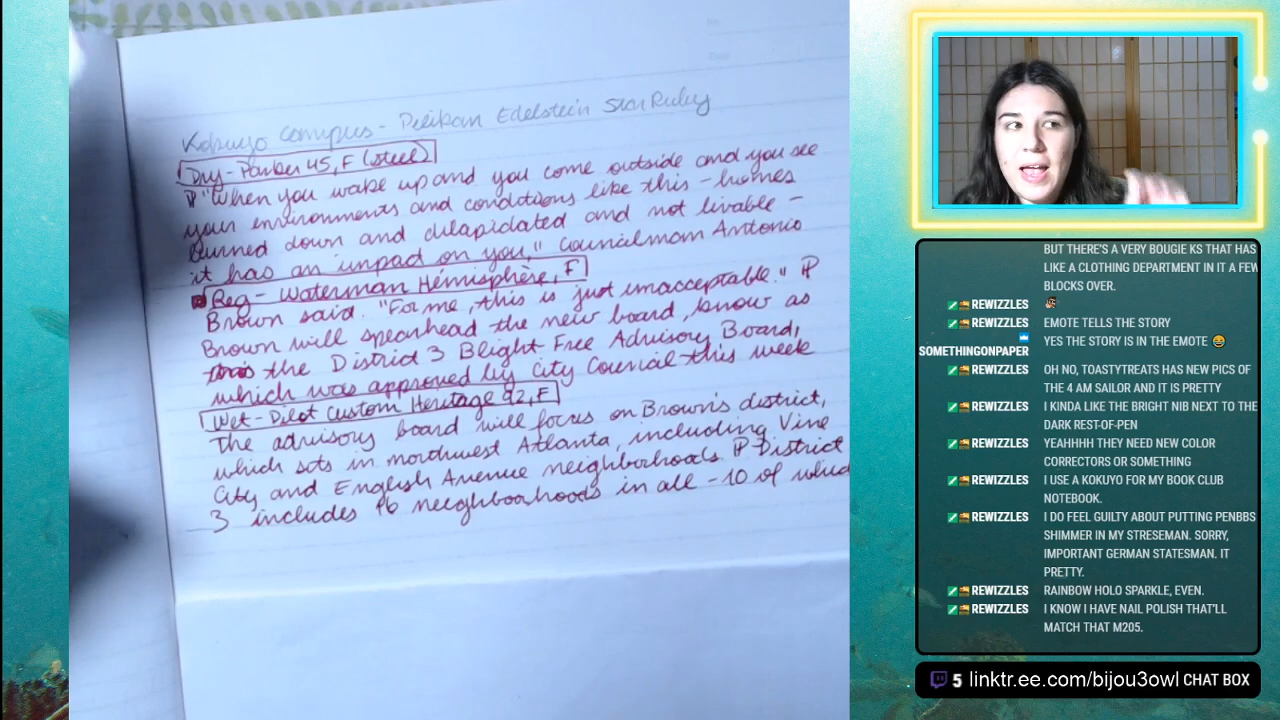 Kokuyo Campus - Pelikan Edelstein Star Ruby
Dry - Parker 45, F (steel)
"When you wake up and you come outside and you see
your environments and conditions like this - homes
burned down and dilapidated and not livable -
it has an impact on you," Councilman Antonio
Reg - Waterman Hémisphère, F
Brown said. "For me, this is just unacceptable."
Brown will spearhead the new board, know as
the District 3 Blight Free Advisory Board,
which was approved by City Council this week
Wet - Pilot Custom Heritage 92, F
The advisory board will focus on Brown's district,
which sits in northwest Atlanta, including Vine
City and English Avenue neighborhoods. District
3 includes 16 neighborhoods in all - 10 of which
BUT THERE'S A VERY BOUGIE KS THAT HAS
LIKE A CLOTHING DEPARTMENT IN IT A FEW
BLOCKS OVER.
REWIZZLES
REWIZZLES EMOTE TELLS THE STORY
SOMETHINGONPAPER YES THE STORY IS IN THE EMOTE 😂
REWIZZLES OH NO, TOASTYTREATS HAS NEW PICS OF
THE 4 AM SAILOR AND IT IS PRETTY
REWIZZLES I KINDA LIKE THE BRIGHT NIB NEXT TO THE
DARK REST-OF-PEN
REWIZZLES YEAHHHH THEY NEED NEW COLOR
CORRECTORS OR SOMETHING
REWIZZLES I USE A KOKUYO FOR MY BOOK CLUB
NOTEBOOK.
REWIZZLES I DO FEEL GUILTY ABOUT PUTTING PENBBS
SHIMMER IN MY STRESEMAN. SORRY,
IMPORTANT GERMAN STATESMAN. IT
PRETTY.
REWIZZLES RAINBOW HOLO SPARKLE, EVEN.
REWIZZLES I KNOW I HAVE NAIL POLISH THAT'LL
MATCH THAT M205.
5 linktr.ee.com/bijou3owl CHAT BOX